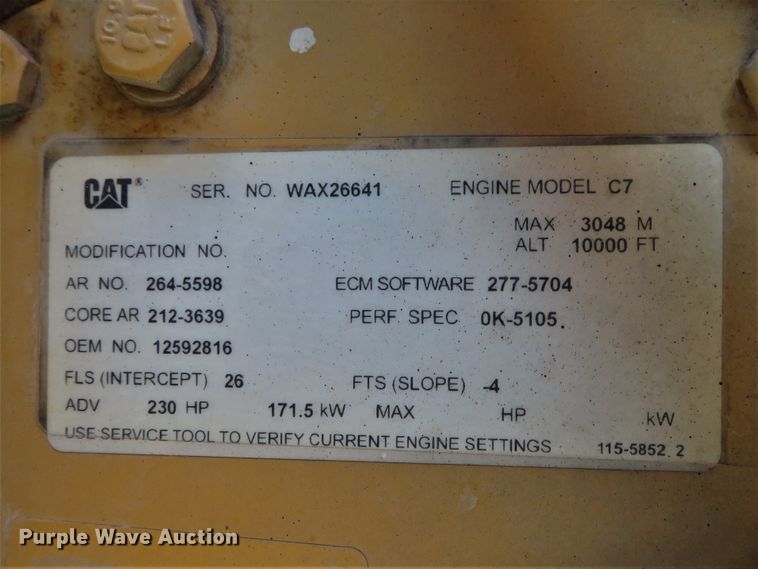 10.9
CAT
CAT® SER. NO. WAX26641 ENGINE MODEL C7
MAX 3048 M
ALT 10000 FT
MODIFICATION NO.
AR NO. 264-5598 ECM SOFTWARE 277-5704
CORE AR 212-3639 PERF. SPEC 0K-5105
OEM NO. 12592816
FLS (INTERCEPT) 26 FTS (SLOPE) -4
ADV 230 HP 171.5 kW MAX HP kW
USE SERVICE TOOL TO VERIFY CURRENT ENGINE SETTINGS 115-5852 2
Purple Wave Auction